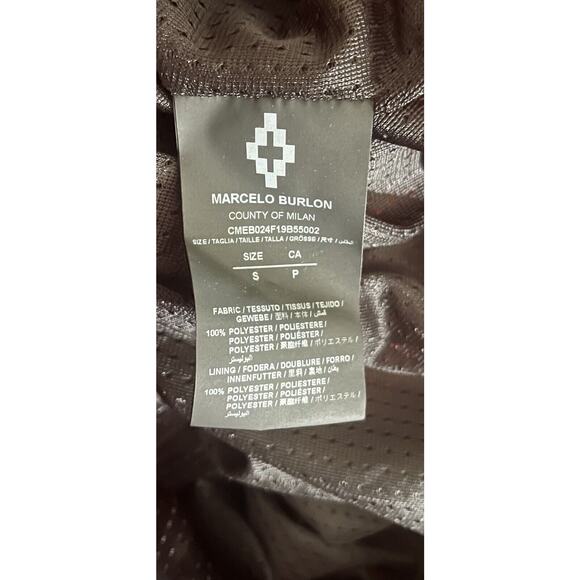 MARCELO BURLON
COUNTY OF MILAN
CMEB024F19B55002
SIZE / TAGLIA / TAILLE / TALLA / GRÖSSE / 尺寸 / المقاس
SIZE CA
S P
FABRIC / TESSUTO / TISSUS / TEJIDO /
GEWEBE / 面料 / 本体 / قماش
100% POLYESTER / POLIESTERE /
POLYESTER / POLIÉSTER /
POLYESTER / 聚酯纤维 / ポリエステル /
البوليستر
LINING / FODERA / DOUBLURE / FORRO /
INNENFUTTER / 里料 / 裏地 / بطان
100% POLYESTER / POLIESTERE /
POLYESTER / POLIÉSTER /
POLYESTER / 聚酯纤维 / ポリエステル /
البوليستر